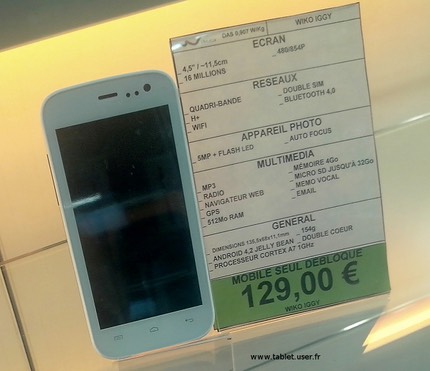 DAS 0,807 W/Kg WIKO IGGY
ECRAN
_ 4,5" / ~11,5cm _ 480/854P
_ 16 MILLIONS
RESEAUX
_ QUADRI-BANDE _ DOUBLE SIM
_ H+ _ BLUETOOTH 4,0
_ WIFI
APPAREIL PHOTO
_ 5MP + FLASH LED _ AUTO FOCUS
MULTIMEDIA
_ MP3 _ MÉMOIRE 4Go
_ RADIO _ MICRO SD JUSQU'À 32Go
_ NAVIGATEUR WEB _ MEMO VOCAL
_ GPS _ EMAIL
_ 512Mo RAM
GENERAL
_ DIMENSIONS 135,5x68x11,1mm _ 154g
_ ANDROID 4,2 JELLY BEAN _ DOUBLE COEUR
_ PROCESSEUR CORTEX A7 1GHz
MOBILE SEUL DEBLOQUE
129,00 €
WIKO IGGY
www.tablet.user.fr